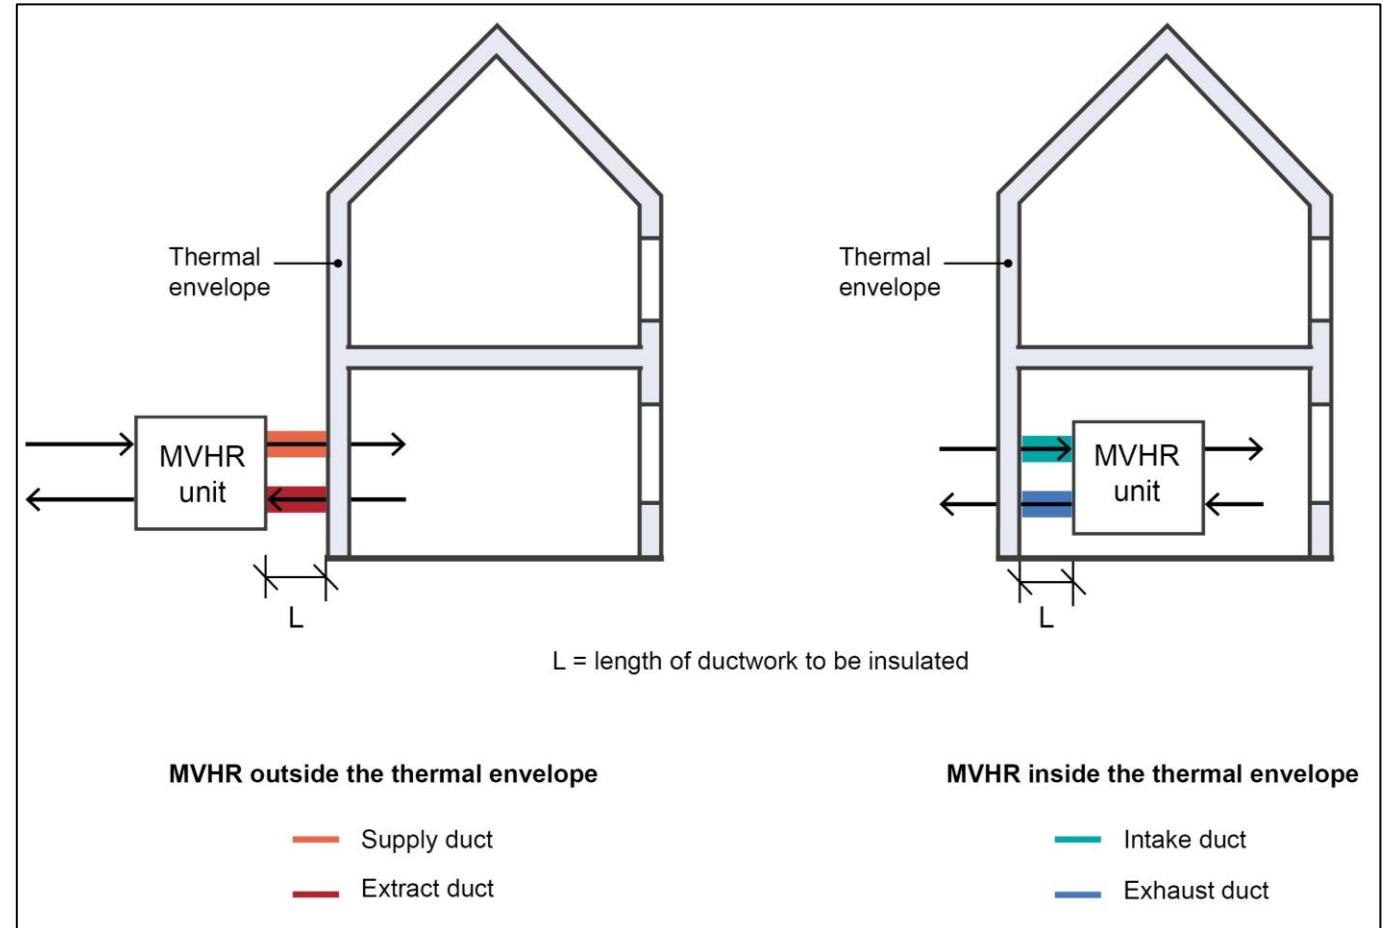 Thermal
envelope
MVHR
unit
L
Thermal
envelope
MVHR
unit
L
L = length of ductwork to be insulated
MVHR outside the thermal envelope
Supply duct
Extract duct
MVHR inside the thermal envelope
Intake duct
Exhaust duct